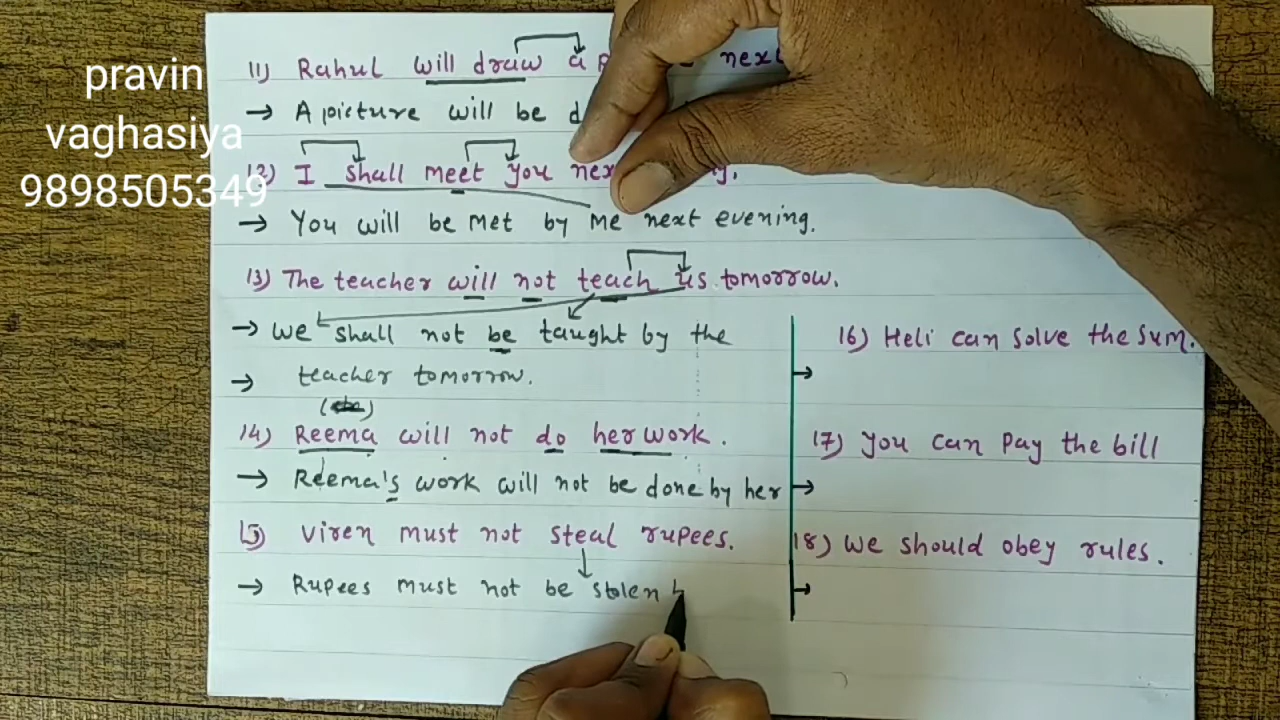 pravin
vaghasiya
9898505349
11) Rahul will draw a next
→ A picture will be
12) I shall meet you
→ You will be met by me next evening.
13) The teacher will not teach us tomorrow.
→ We shall not be taught by the
→ teacher tomorrow.
14) Reema will not do her work.
→ Reema's work will not be done by her
15) Viren must not steal rupees.
→ Rupees must not be stolen
16) Heli can solve the sum.
→
17) You can pay the bill
→
18) We should obey rules.
→